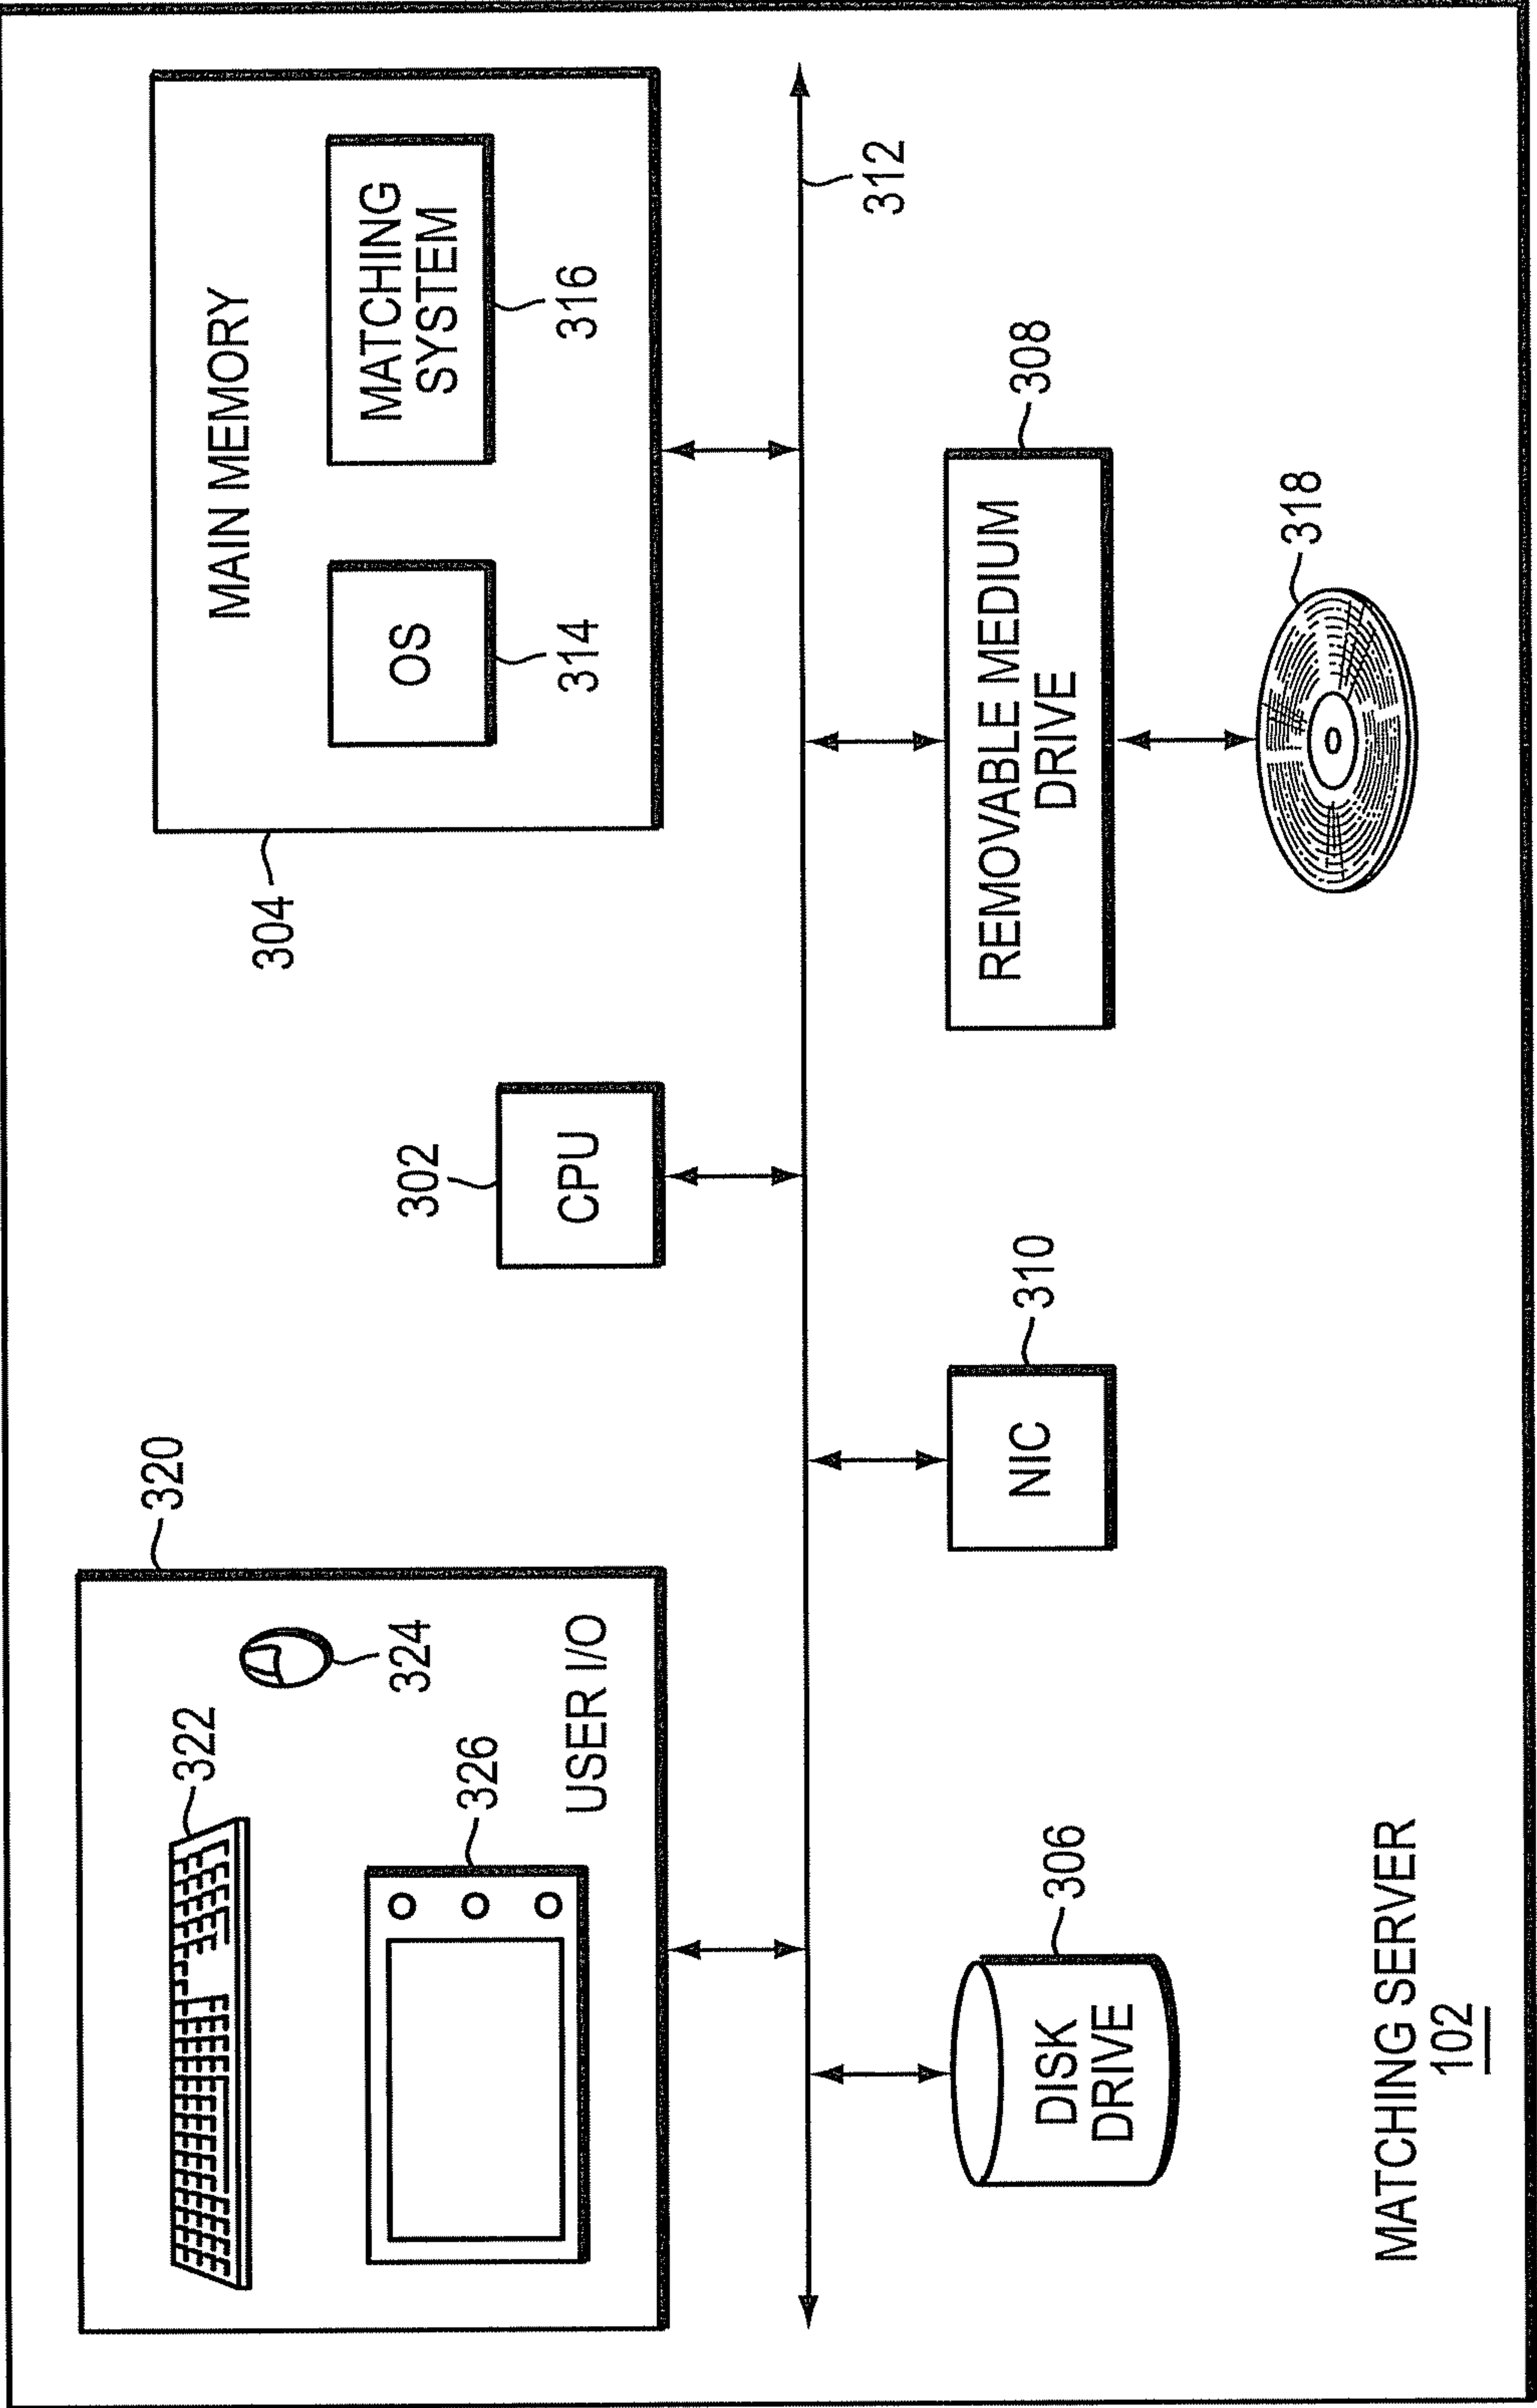 320
322
324
326
USER I/O
302
CPU
304
MAIN MEMORY
OS
314
MATCHING
SYSTEM
316
312
306
DISK
DRIVE
310
NIC
308
REMOVABLE MEDIUM
DRIVE
318
MATCHING SERVER
102